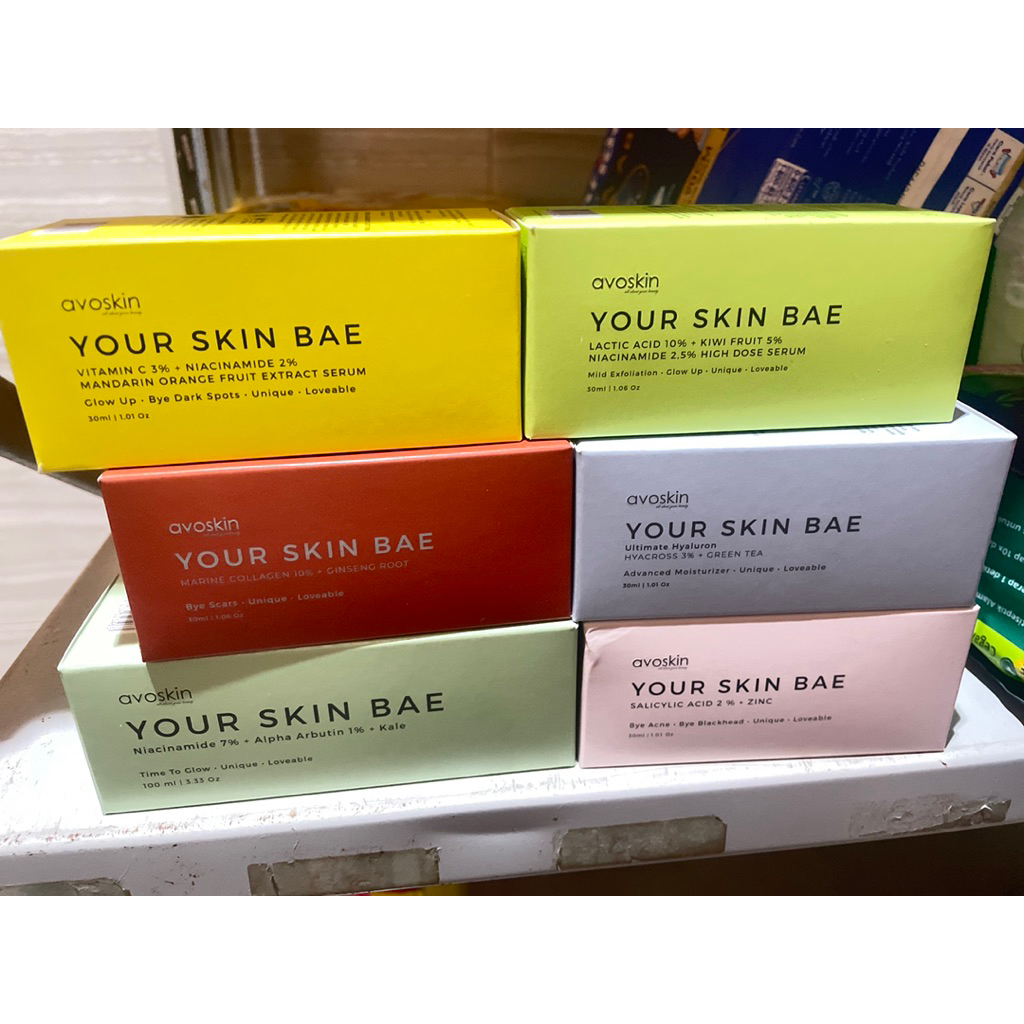 avoskin
YOUR SKIN BAE
VITAMIN C 3% + NIACINAMIDE 2%
MANDARIN ORANGE FRUIT EXTRACT SERUM
Glow Up · Bye Dark Spots · Unique · Loveable
30ml | 1.01 Oz
avoskin
YOUR SKIN BAE
LACTIC ACID 10% + KIWI FRUIT 5%
NIACINAMIDE 2.5% HIGH DOSE SERUM
Mild Exfoliation · Glow Up · Unique · Loveable
30ml | 1.06 Oz
avoskin
YOUR SKIN BAE
MARINE COLLAGEN 10% + GINSENG ROOT
Bye Scars · Unique · Loveable
30ml | 1.06 Oz
avoskin
YOUR SKIN BAE
Ultimate Hyaluron
HYACROSS 3% + GREEN TEA
Advanced Moisturizer · Unique · Loveable
30ml | 1.01 Oz
avoskin
YOUR SKIN BAE
Niacinamide 7% + Alpha Arbutin 1% + Kale
Time To Glow · Unique · Loveable
100 ml | 3.33 Oz
avoskin
YOUR SKIN BAE
SALICYLIC ACID 2 % + ZINC
Bye Acne · Bye Blackhead · Unique · Loveable
30ml | 1.01 Oz
untuk